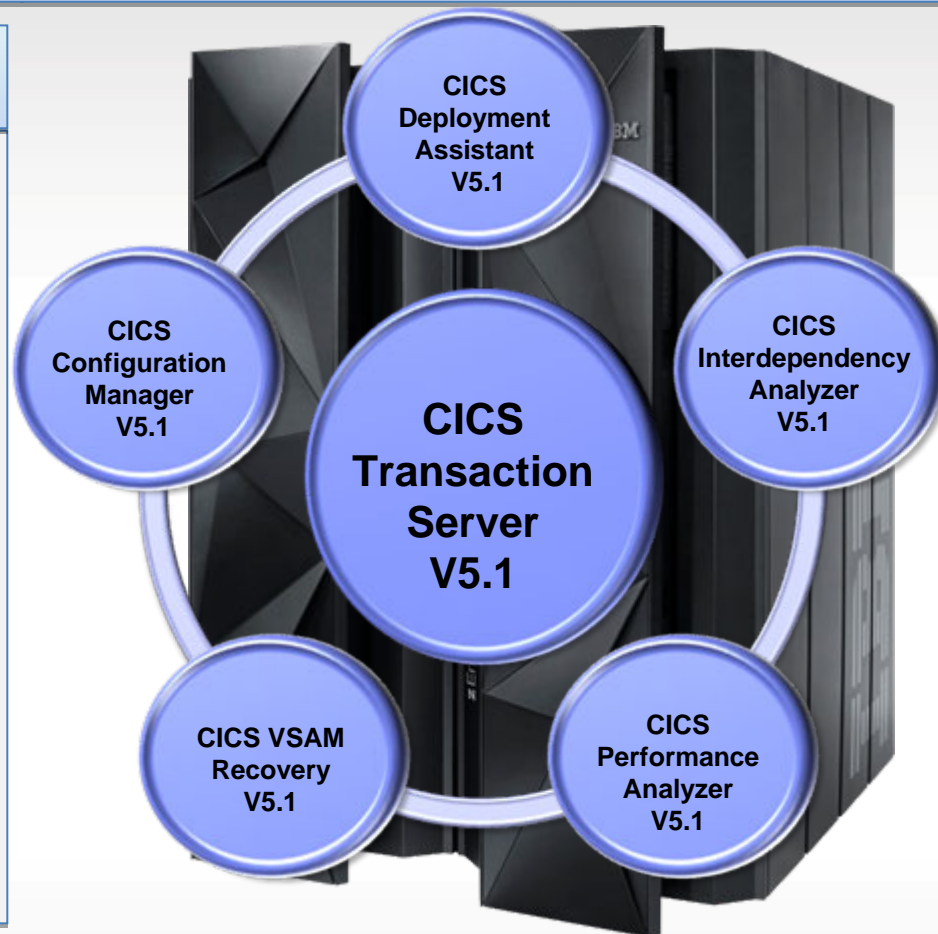 CICS
Deployment
Assistant
V5.1
CICS
Configuration
Manager
V5.1
CICS
Interdependency
Analyzer
V5.1
CICS
Transaction
Server
V5.1
CICS VSAM
Recovery
V5.1
CICS
Performance
Analyzer
V5.1